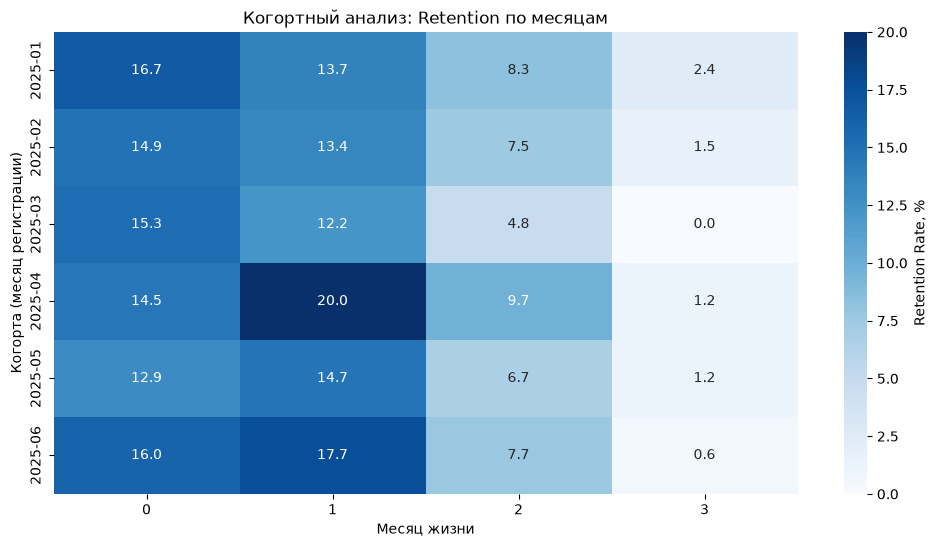 Когортный анализ: Retention по месяцам
Когорта (месяц регистрации)
2025-01
16.7 13.7 8.3 2.4
2025-02
14.9 13.4 7.5 1.5
2025-03
15.3 12.2 4.8 0.0
2025-04
14.5 20.0 9.7 1.2
2025-05
12.9 14.7 6.7 1.2
2025-06
16.0 17.7 7.7 0.6
0 1 2 3
Месяц жизни
20.0
17.5
15.0
12.5
10.0
7.5
5.0
2.5
0.0
Retention Rate, %